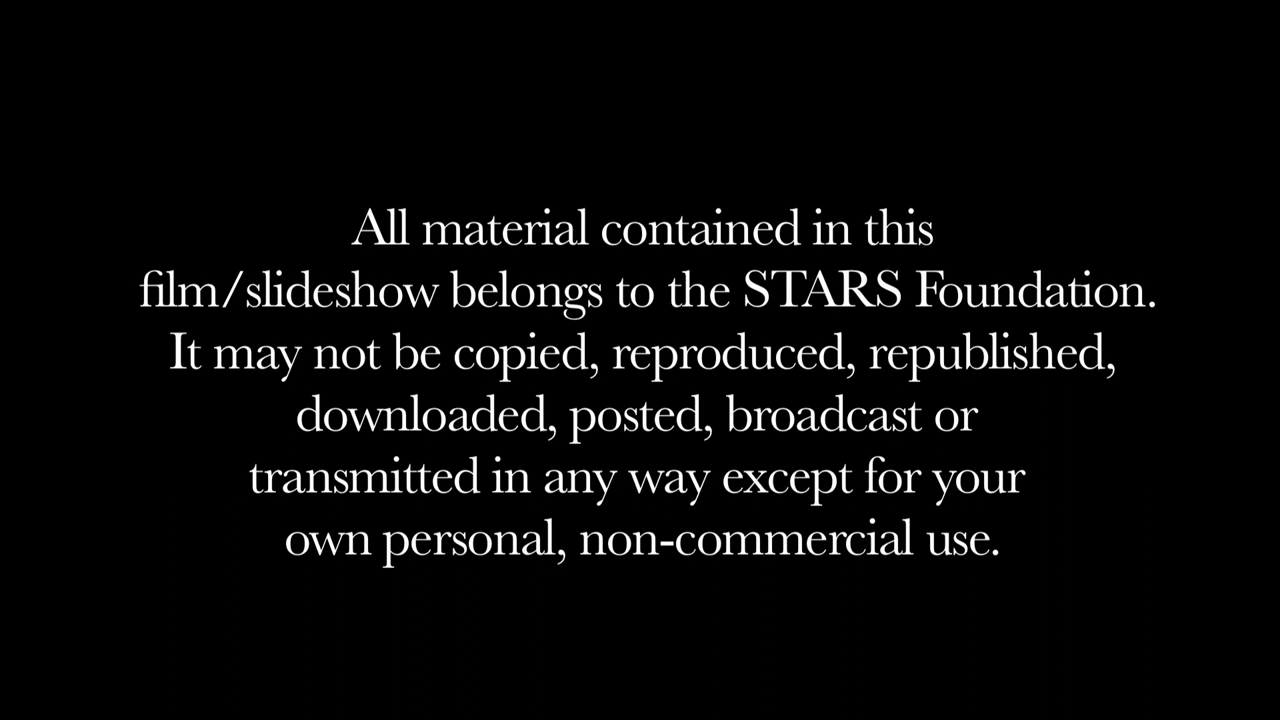 All material contained in this
film/slideshow belongs to the STARS Foundation.
It may not be copied, reproduced, republished,
downloaded, posted, broadcast or
transmitted in any way except for your
own personal, non-commercial use.